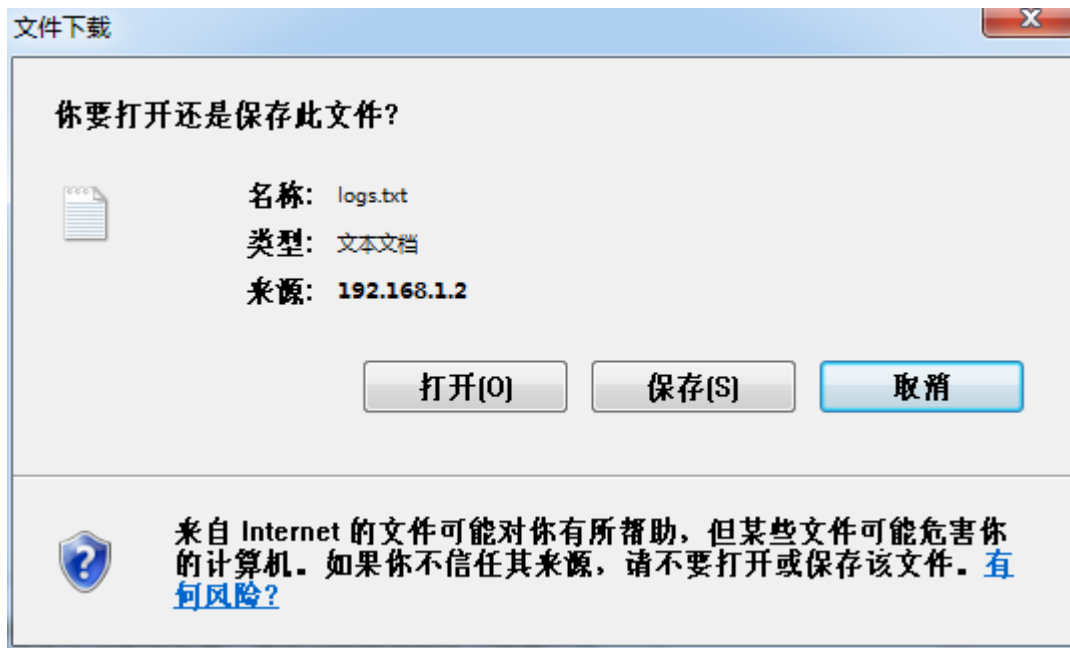 文件下载
你要打开还是保存此文件?
名称: logs.txt
类型: 文本文档
来源: 192.168.1.2
打开(O) 保存(S) 取消
来自 Internet 的文件可能对你有所帮助，但某些文件可能危害你
的计算机。如果你不信任其来源，请不要打开或保存该文件。有
何风险?